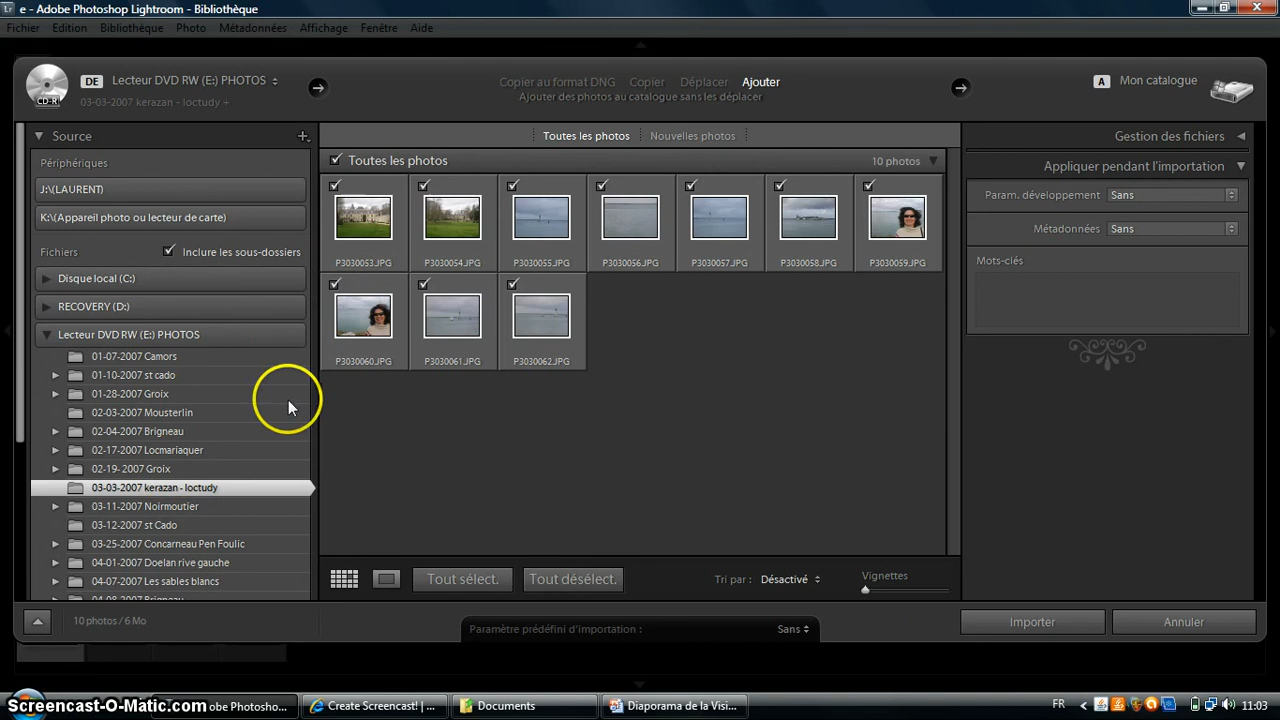 e - Adobe Photoshop Lightroom - Bibliothèque
Fichier Edition Bibliothèque Photo Métadonnées Affichage Fenêtre Aide
CD-R
DE Lecteur DVD RW (E:) PHOTOS
03-03-2007 kerazan - loctudy +
Copier au format DNG Copier Déplacer Ajouter
Ajouter des photos au catalogue sans les déplacer
A Mon catalogue
Source
Périphériques
J:\(LAURENT)
K:\(Appareil photo ou lecteur de carte)
Fichiers Inclure les sous-dossiers
Disque local (C:)
RECOVERY (D:)
Lecteur DVD RW (E:) PHOTOS
01-07-2007 Camors
01-10-2007 st cado
01-28-2007 Groix
02-03-2007 Mousterlin
02-04-2007 Brigneau
02-17-2007 Locmariaquer
02-19- 2007 Groix
03-03-2007 kerazan - loctudy
03-11-2007 Noirmoutier
03-12-2007 st Cado
03-25-2007 Concarneau Pen Foulic
04-01-2007 Doelan rive gauche
04-07-2007 Les sables blancs
04-08-2007 Brigneau
Toutes les photos Nouvelles photos
Toutes les photos 10 photos
P3030053.JPG P3030054.JPG P3030055.JPG P3030056.JPG P3030057.JPG P3030058.JPG P3030059.JPG
P3030060.JPG P3030061.JPG P3030062.JPG
Gestion des fichiers
Appliquer pendant l'importation
Param. développement Sans
Métadonnées Sans
Mots-clés
Tout sélect. Tout désélect. Tri par : Désactivé Vignettes
10 photos / 6 Mo
Paramètre prédéfini d'importation : Sans
Importer Annuler
Screencast-O-Matic.com
obe Photosho... Create Screencast! | ... Documents Diaporama de la Visi... FR 11:03